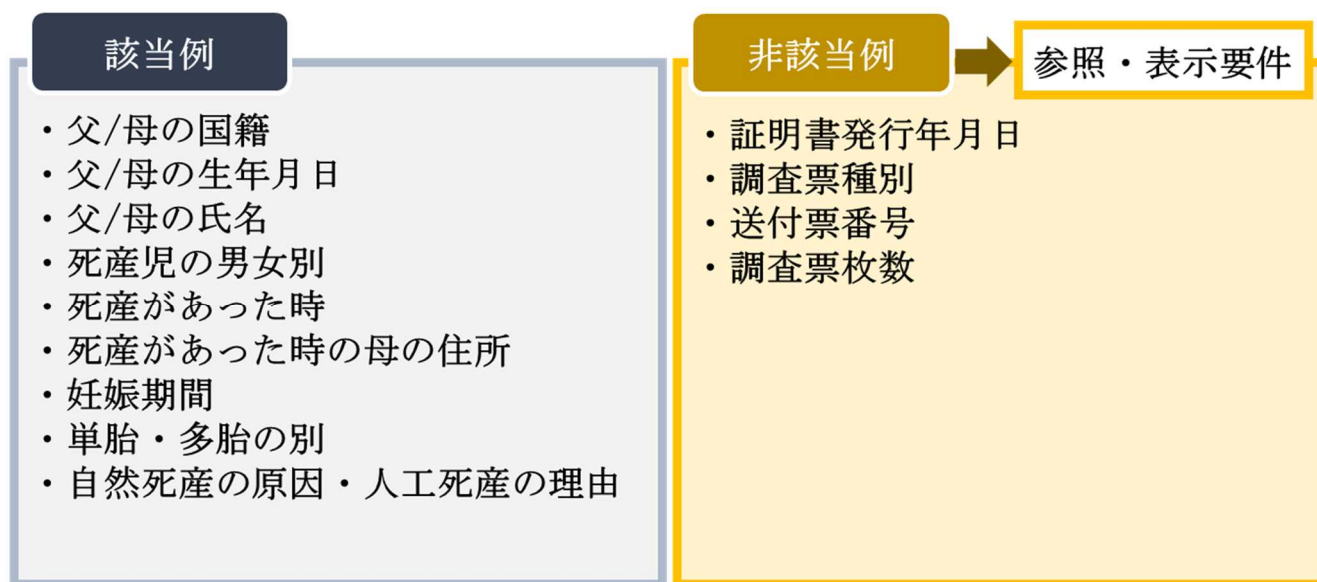 該当例
・父/母の国籍
・父/母の生年月日
・父/母の氏名
・死産児の男女別
・死産があった時
・死産があった時の母の住所
・妊娠期間
・単胎・多胎の別
・自然死産の原因・人工死産の理由
非該当例
参照・表示要件
・証明書発行年月日
・調査票種別
・送付票番号
・調査票枚数